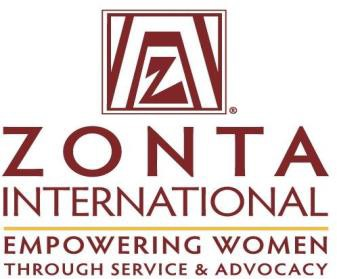 Z
®
ZONTA
INTERNATIONAL
EMPOWERING WOMEN
THROUGH SERVICE & ADVOCACY